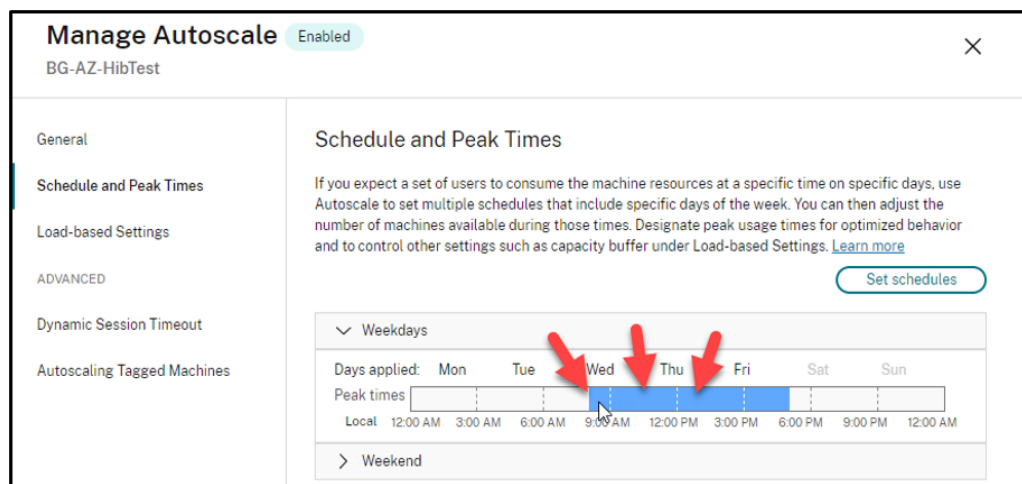 Manage Autoscale Enabled
BG-AZ-HibTest
General
Schedule and Peak Times
Load-based Settings
ADVANCED
Dynamic Session Timeout
Autoscaling Tagged Machines
Schedule and Peak Times
If you expect a set of users to consume the machine resources at a specific time on specific days, use
Autoscale to set multiple schedules that include specific days of the week. You can then adjust the
number of machines available during those times. Designate peak usage times for optimized behavior
and to control other settings such as capacity buffer under Load-based Settings. Learn more
Set schedules
Weekdays
Days applied: Mon Tue Wed Thu Fri Sat Sun
Peak times
Local 12:00 AM 3:00 AM 6:00 AM 9:00 AM 12:00 PM 3:00 PM 6:00 PM 9:00 PM 12:00 AM
Weekend